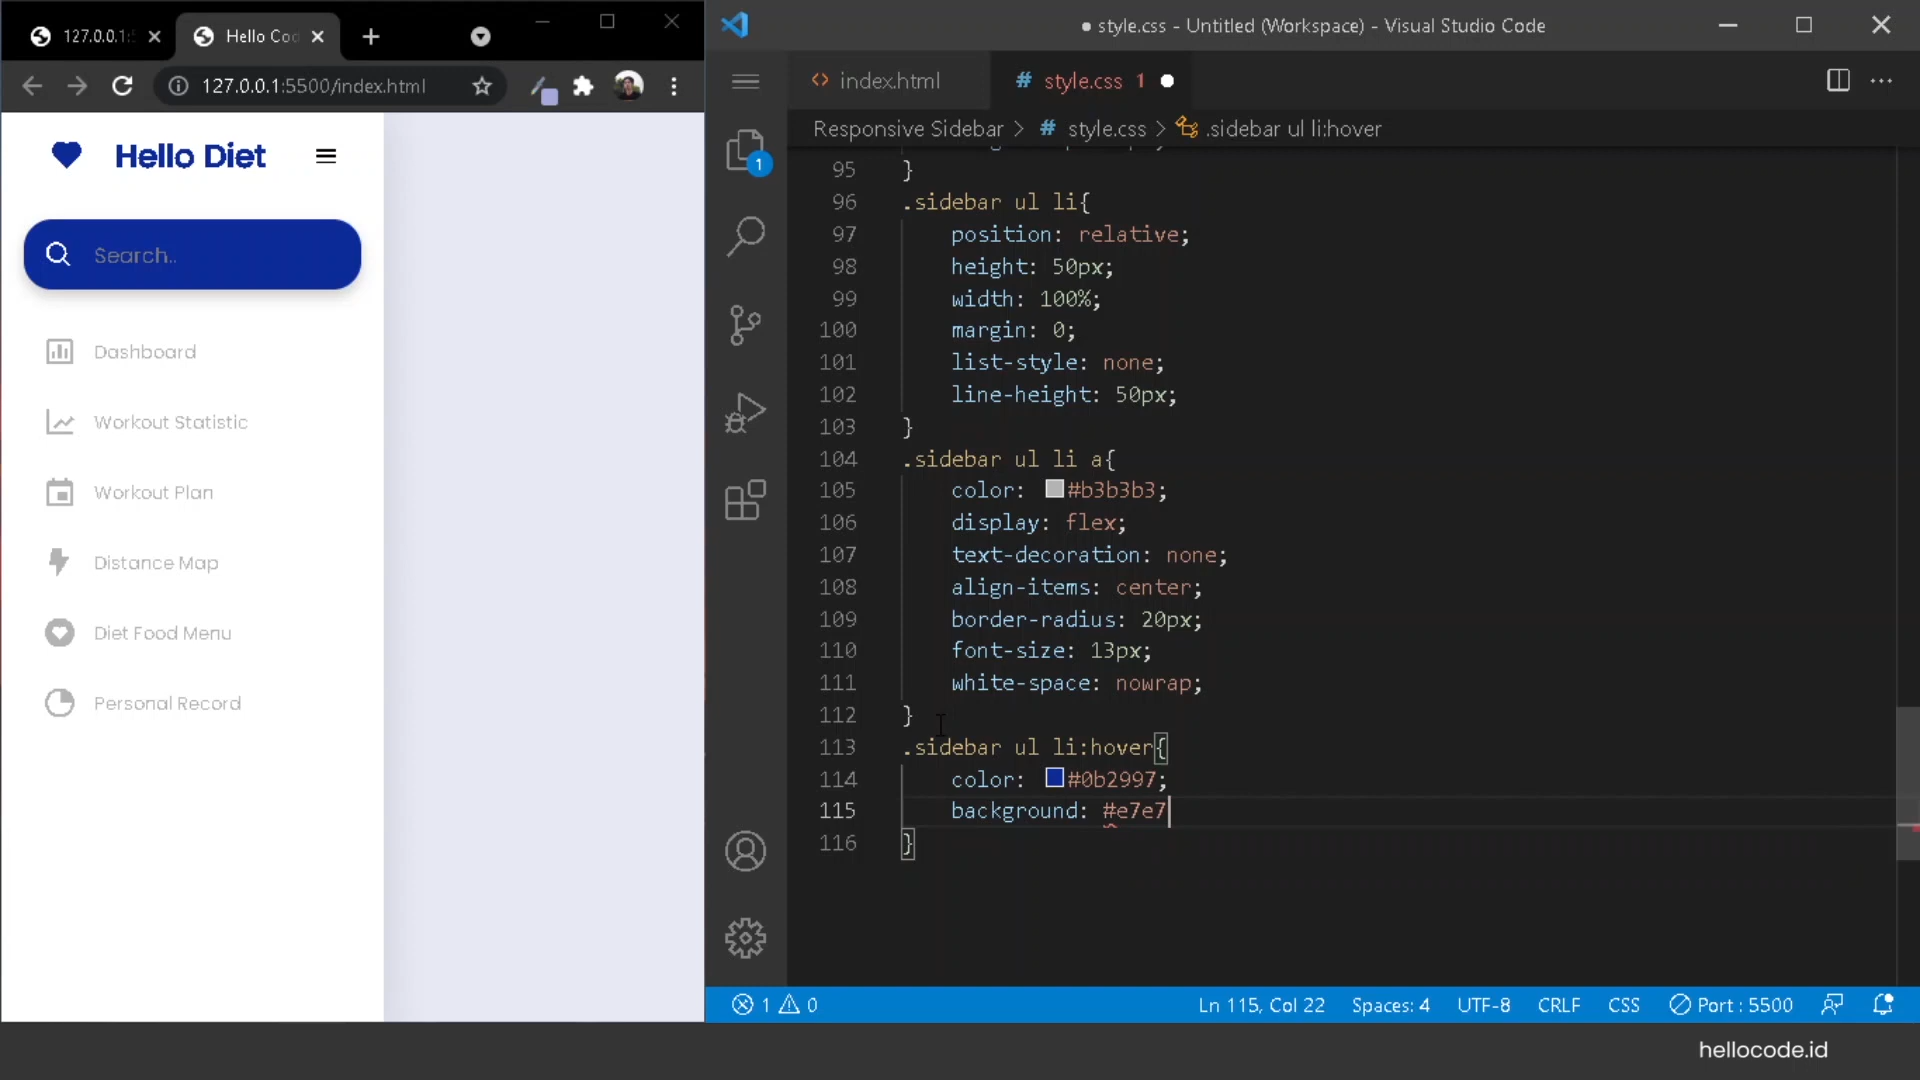 127.0.0.1:5
Hello Coc
127.0.0.1:5500/index.html
Hello Diet
Search..
Dashboard
Workout Statistic
Workout Plan
Distance Map
Diet Food Menu
Personal Record
● style.css - Untitled (Workspace) - Visual Studio Code
<> index.html
# style.css 1 ●
Responsive Sidebar > # style.css > .sidebar ul li:hover
1
95 }
96 .sidebar ul li{
97 position: relative;
98 height: 50px;
99 width: 100%;
100 margin: 0;
101 list-style: none;
102 line-height: 50px;
103 }
104 .sidebar ul li a{
105 color: #b3b3b3;
106 display: flex;
107 text-decoration: none;
108 align-items: center;
109 border-radius: 20px;
110 font-size: 13px;
111 white-space: nowrap;
112 }
113 .sidebar ul li:hover{
114 color: #0b2997;
115 background: #e7e7
116 }
1 0
Ln 115, Col 22 Spaces: 4 UTF-8 CRLF CSS Port : 5500
hellocode.id